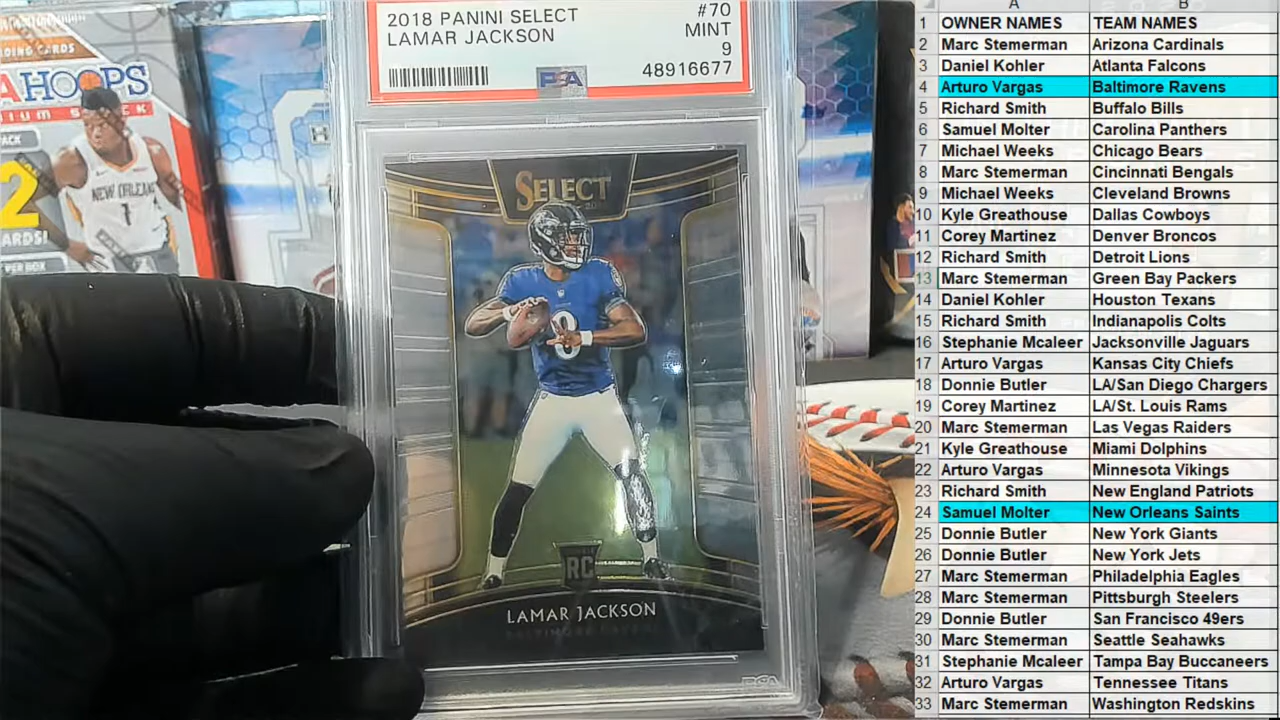 DING CARDS
HOOPS
NEW ORLEANS
1
2
ARDS!
PER BOX
2018 PANINI SELECT #70
LAMAR JACKSON MINT
9
PSA 48916677
SELECT
8
RC
LAMAR JACKSON
BALTIMORE RAVENS
PSA
A B
1 OWNER NAMES TEAM NAMES
2 Marc Stemerman Arizona Cardinals
3 Daniel Kohler Atlanta Falcons
4 Arturo Vargas Baltimore Ravens
5 Richard Smith Buffalo Bills
6 Samuel Molter Carolina Panthers
7 Michael Weeks Chicago Bears
8 Marc Stemerman Cincinnati Bengals
9 Michael Weeks Cleveland Browns
10 Kyle Greathouse Dallas Cowboys
11 Corey Martinez Denver Broncos
12 Richard Smith Detroit Lions
13 Marc Stemerman Green Bay Packers
14 Daniel Kohler Houston Texans
15 Richard Smith Indianapolis Colts
16 Stephanie Mcaleer Jacksonville Jaguars
17 Arturo Vargas Kansas City Chiefs
18 Donnie Butler LA/San Diego Chargers
19 Corey Martinez LA/St. Louis Rams
20 Marc Stemerman Las Vegas Raiders
21 Kyle Greathouse Miami Dolphins
22 Arturo Vargas Minnesota Vikings
23 Richard Smith New England Patriots
24 Samuel Molter New Orleans Saints
25 Donnie Butler New York Giants
26 Donnie Butler New York Jets
27 Marc Stemerman Philadelphia Eagles
28 Marc Stemerman Pittsburgh Steelers
29 Donnie Butler San Francisco 49ers
30 Marc Stemerman Seattle Seahawks
31 Stephanie Mcaleer Tampa Bay Buccaneers
32 Arturo Vargas Tennessee Titans
33 Marc Stemerman Washington Redskins